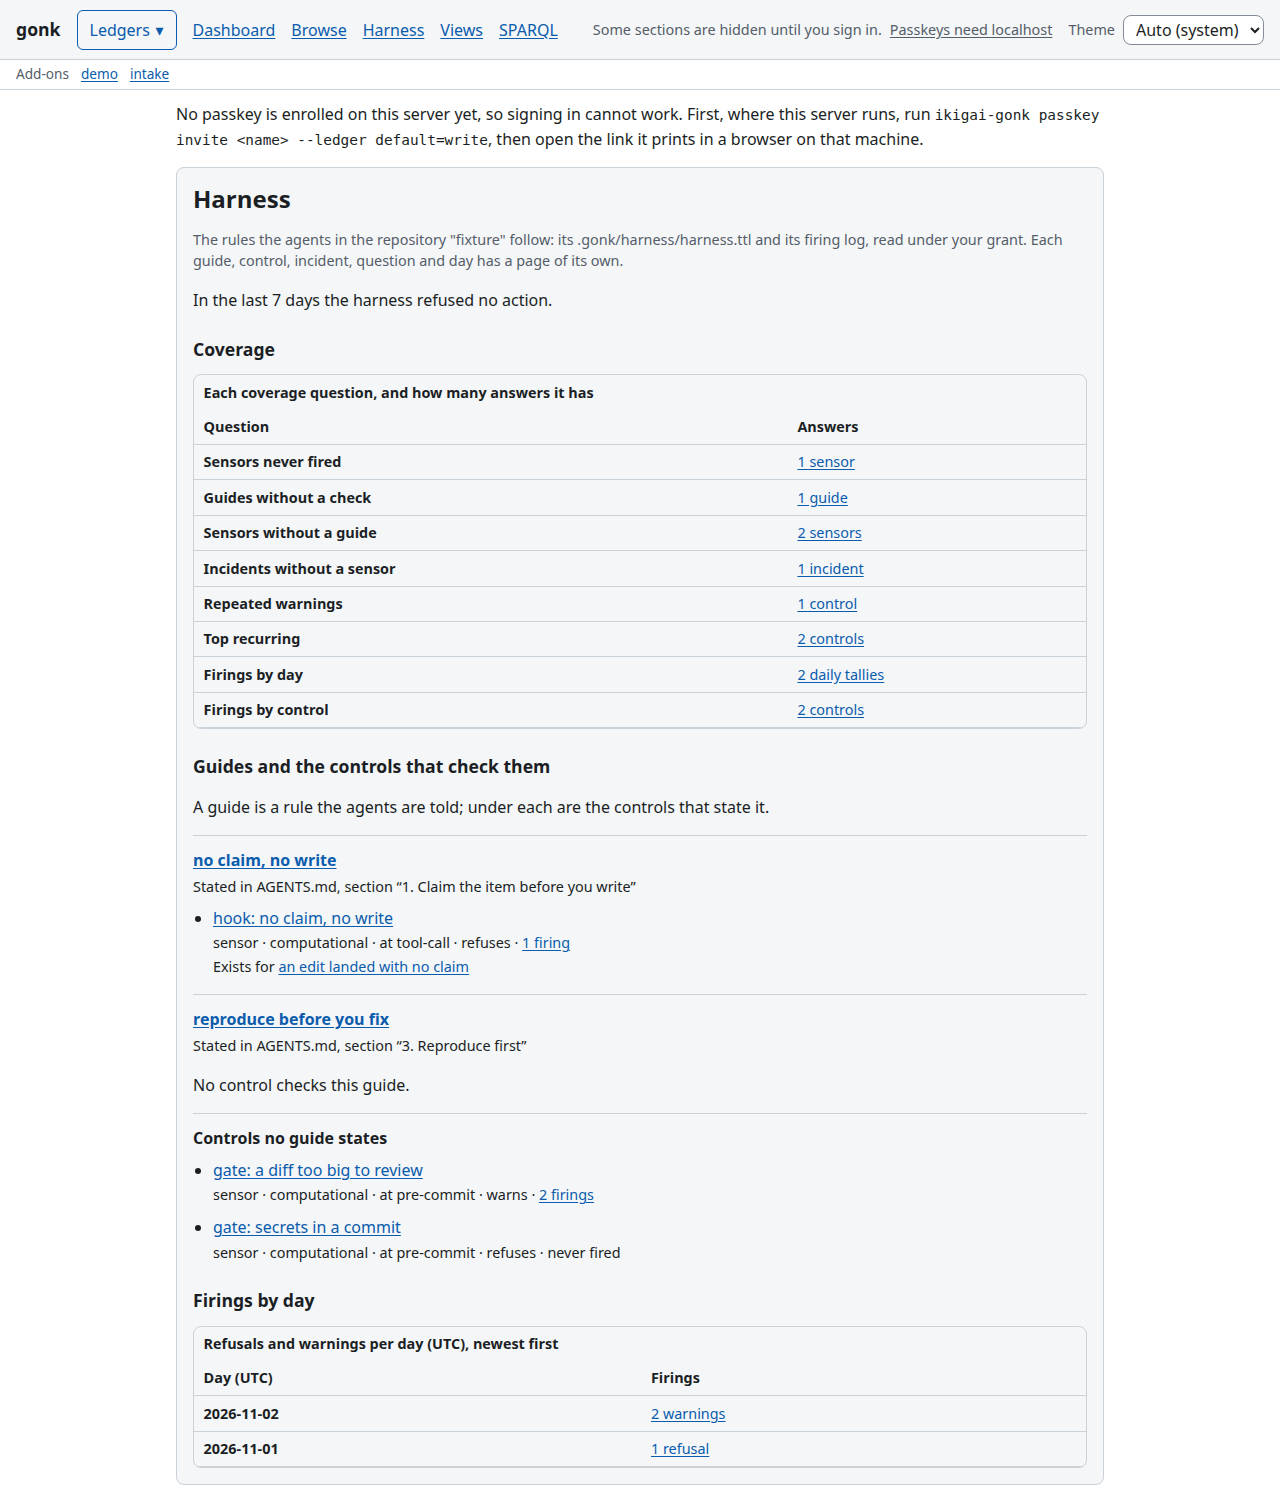 gonk Ledgers ▾ Dashboard Browse Harness Views SPARQL Some sections are hidden until you sign in. Passkeys need localhost Theme Auto (system)
Add-ons demo intake
No passkey is enrolled on this server yet, so signing in cannot work. First, where this server runs, run ikigai-gonk passkey
invite <name> --ledger default=write, then open the link it prints in a browser on that machine.
Harness
The rules the agents in the repository "fixture" follow: its .gonk/harness/harness.ttl and its firing log, read under your grant. Each
guide, control, incident, question and day has a page of its own.
In the last 7 days the harness refused no action.
Coverage
Each coverage question, and how many answers it has
Question Answers
Sensors never fired 1 sensor
Guides without a check 1 guide
Sensors without a guide 2 sensors
Incidents without a sensor 1 incident
Repeated warnings 1 control
Top recurring 2 controls
Firings by day 2 daily tallies
Firings by control 2 controls
Guides and the controls that check them
A guide is a rule the agents are told; under each are the controls that state it.
no claim, no write
Stated in AGENTS.md, section “1. Claim the item before you write”
• hook: no claim, no write
sensor · computational · at tool-call · refuses · 1 firing
Exists for an edit landed with no claim
reproduce before you fix
Stated in AGENTS.md, section “3. Reproduce first”
No control checks this guide.
Controls no guide states
• gate: a diff too big to review
sensor · computational · at pre-commit · warns · 2 firings
• gate: secrets in a commit
sensor · computational · at pre-commit · refuses · never fired
Firings by day
Refusals and warnings per day (UTC), newest first
Day (UTC) Firings
2026-11-02 2 warnings
2026-11-01 1 refusal